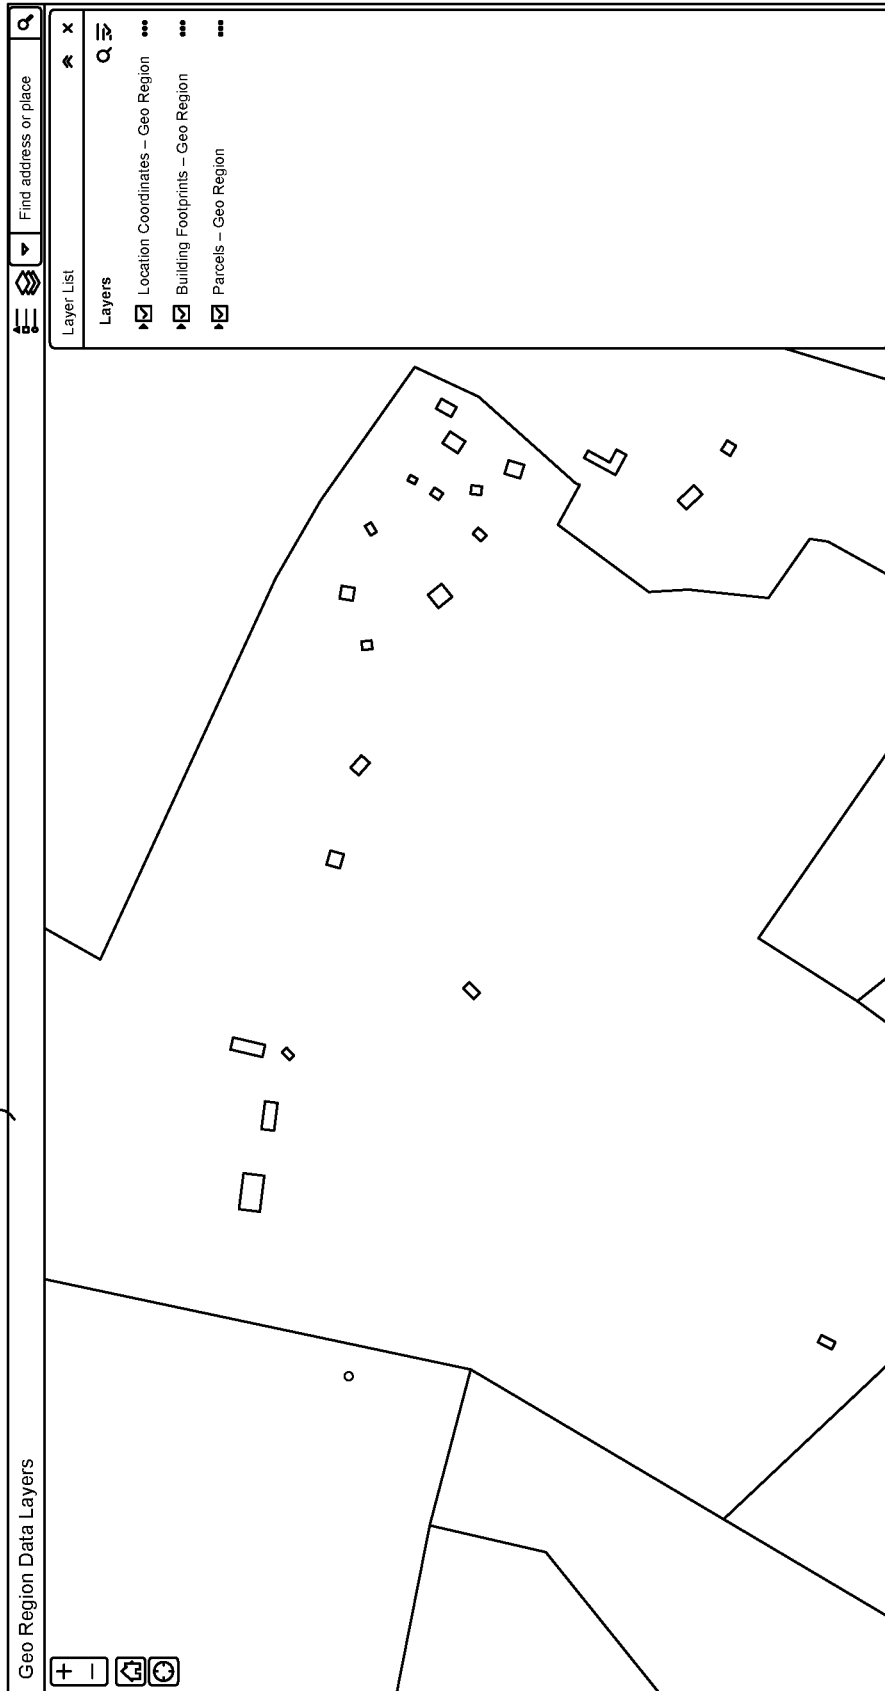 Geo Region Data Layers
Find address or place
Layer List
Layers
Location Coordinates – Geo Region
Building Footprints – Geo Region
Parcels – Geo Region